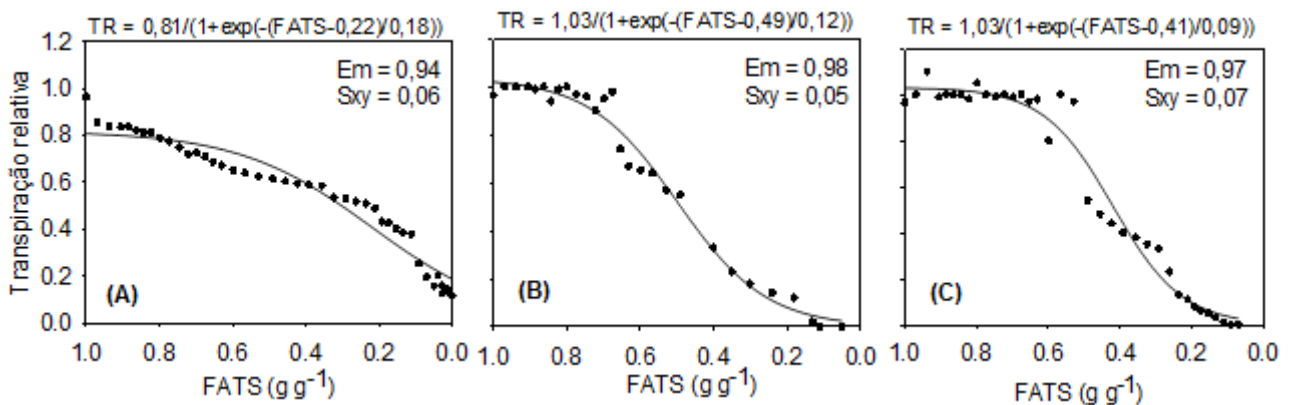 TR = 0,81/(1+exp(-(FATS-0,22)/0,18))
TR = 1,03/(1+exp(-(FATS-0,49)/0,12))
TR = 1,03/(1+exp(-(FATS-0,41)/0,09))
Transpiração relativa
1.2
1.0
0.8
0.6
0.4
0.2
0.0
Em = 0,94
Sxy = 0,06
(A)
1.0 0.8 0.6 0.4 0.2 0.0
FATS (g g⁻¹)
Em = 0,98
Sxy = 0,05
(B)
1.0 0.8 0.6 0.4 0.2 0.0
FATS (g g⁻¹)
Em = 0,97
Sxy = 0,07
(C)
1.0 0.8 0.6 0.4 0.2 0.0
FATS (g g⁻¹)